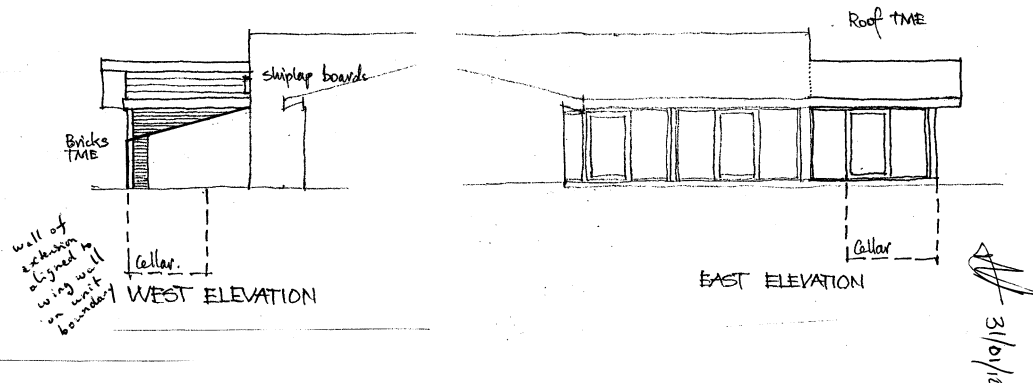 Roof TME
Shiplap boards
Bricks
TME
wall of
extension
aligned to
wing wall
on unit
boundary
Cellar.
WEST ELEVATION
Cellar
EAST ELEVATION
31/01/12